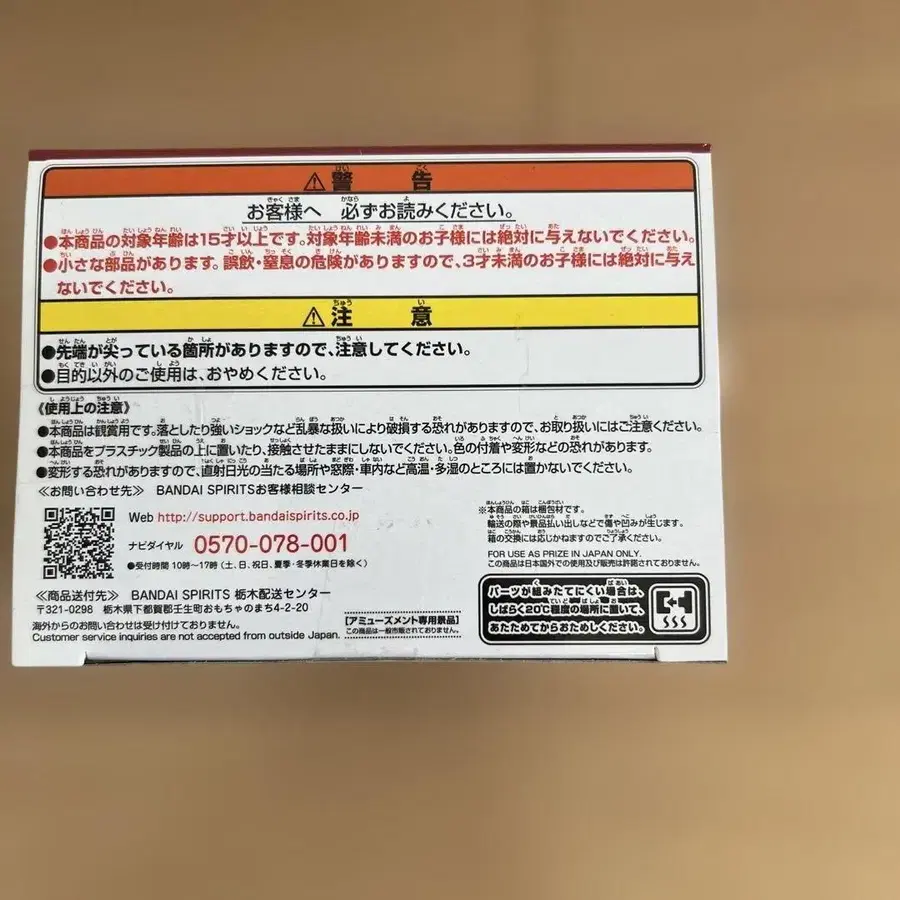 ⚠警告
お客様へ 必ずお読みください。
●本商品の対象年齢は15才以上です。対象年齢未満のお子様には絶対に与えないでください。
●小さな部品があります。誤飲・窒息の危険がありますので、3才未満のお子様には絶対に与え
ないでください。
⚠注意
●先端が尖っている箇所がありますので、注意してください。
●目的以外のご使用は、おやめください。
《使用上の注意》
●本商品は観賞用です。落としたり強いショックなど乱暴な扱いにより破損する恐れがありますので、お取り扱いにはご注意ください。
●本商品をプラスチック製品の上に置いたり、接触させたままにしないでください。色の付着や変形などの恐れがあります。
●変形する恐れがありますので、直射日光の当たる場所や窓際・車内など高温・多湿のところには置かないでください。
≪お問い合わせ先≫ BANDAI SPIRITSお客様相談センター
Web http://support.bandaispirits.co.jp
ナビダイヤル 0570-078-001
●受付時間 10時～17時(土、日、祝日、夏季・冬季休業日を除く)
≪商品送付先≫ BANDAI SPIRITS 栃木配送センター
〒321-0298 栃木県下都賀郡壬生町おもちゃのまち4-2-20
海外からのお問い合わせは受け付けておりません。
Customer service inquiries are not accepted from outside Japan.
【アミューズメント専用景品】
この商品は一般市販されておりません。
※本商品の箱は梱包材です。
輸送の際や景品払い出しなどで傷や凹みが生じます。
箱の交換には応じかねますのでご了承ください。
FOR USE AS PRIZE IN JAPAN ONLY.
この商品は日本国外での使用及び販売は許諾されておりません。
パーツが組みたてにくい場合は、
しばらく20℃程度の場所に置いて、
あたためてからおためしください。